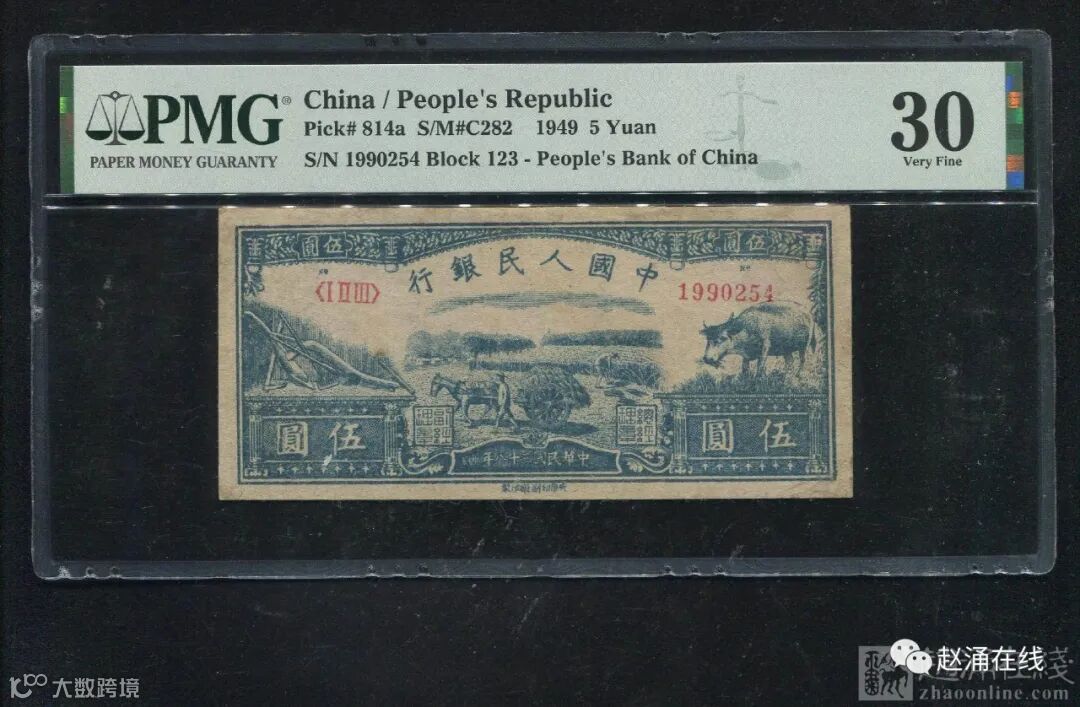 PMG®
PAPER MONEY GUARANTY
China / People's Republic
Pick# 814a S/M#C282 1949 5 Yuan
S/N 1990254 Block 123 - People's Bank of China
30
Very Fine
圓伍
圓伍
行銀民人國中
〈I II III〉
1990254
圓伍
圓伍
年八十三國民華中
大数跨境
赵涌在线
zhaoonline.com